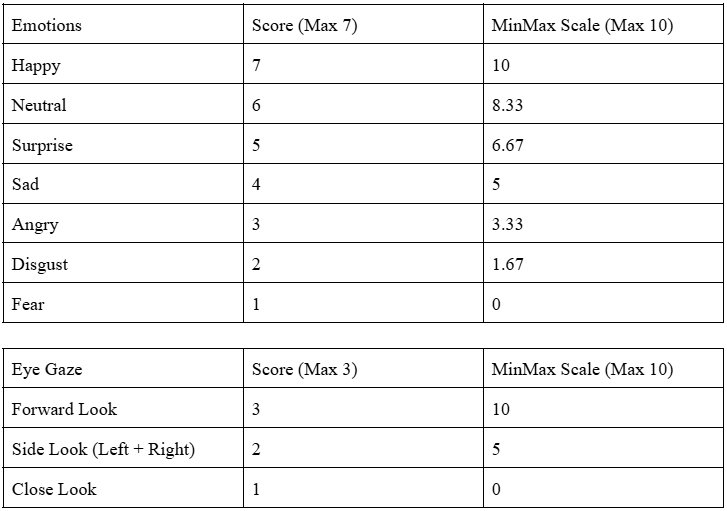 Emotions Score (Max 7) MinMax Scale (Max 10)
Happy 7 10
Neutral 6 8.33
Surprise 5 6.67
Sad 4 5
Angry 3 3.33
Disgust 2 1.67
Fear 1 0
Eye Gaze Score (Max 3) MinMax Scale (Max 10)
Forward Look 3 10
Side Look (Left + Right) 2 5
Close Look 1 0